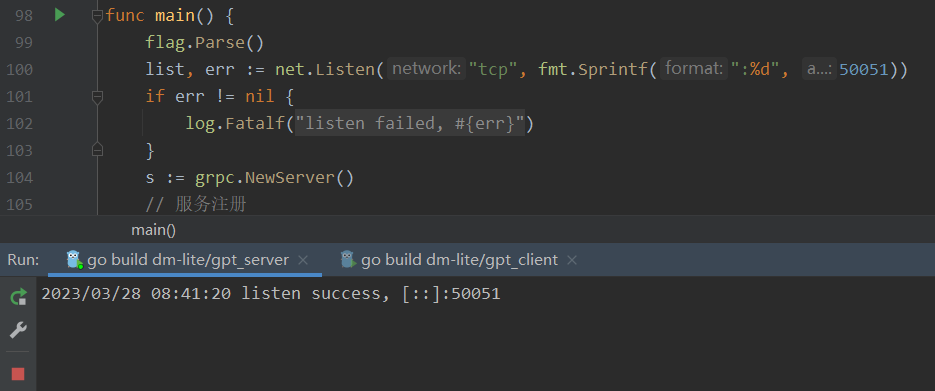 98 func main() {
99 flag.Parse()
100 list, err := net.Listen( network: "tcp", fmt.Sprintf( format: ":%d", a...: 50051))
101 if err != nil {
102 log.Fatalf("listen failed, #{err}")
103 }
104 s := grpc.NewServer()
105 // 服务注册
main()
Run: go build dm-lite/gpt_server × go build dm-lite/gpt_client ×
2023/03/28 08:41:20 listen success, [::]:50051